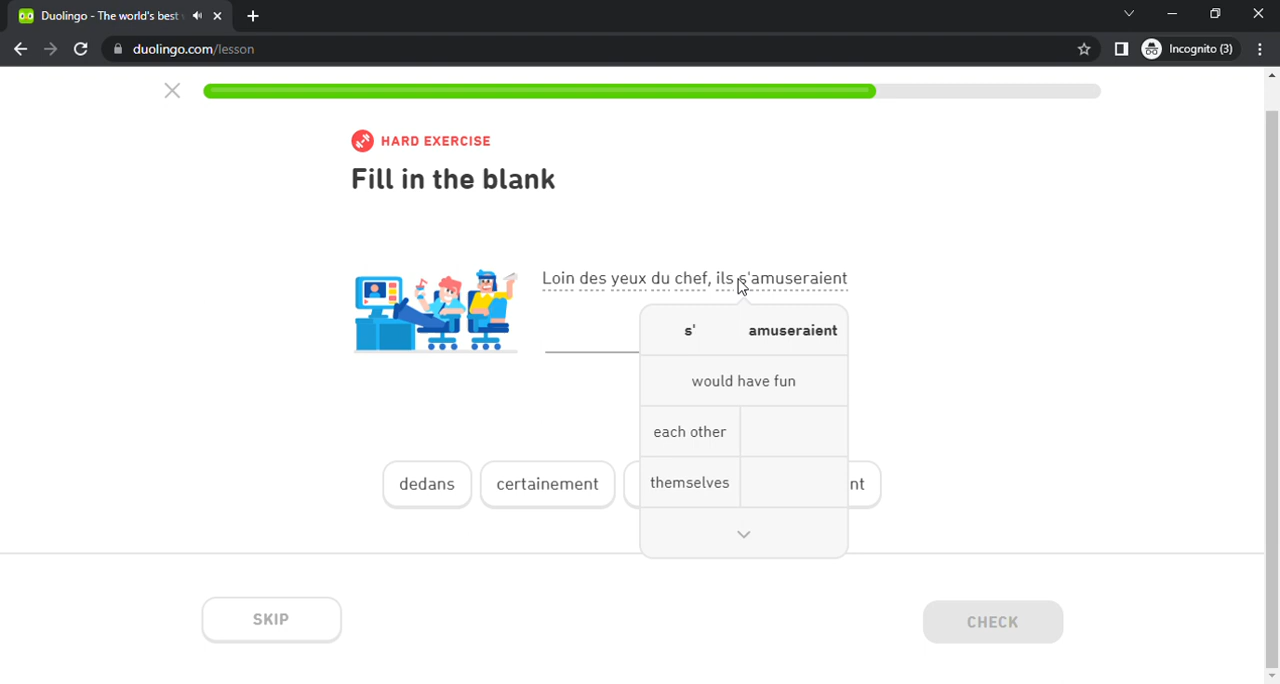 Duolingo - The world's best
duolingo.com/lesson
Incognito (3)
HARD EXERCISE
Fill in the blank
Loin des yeux du chef, ils s'amuseraient
s' amuseraient
would have fun
each other
themselves
dedans certainement nt
SKIP CHECK